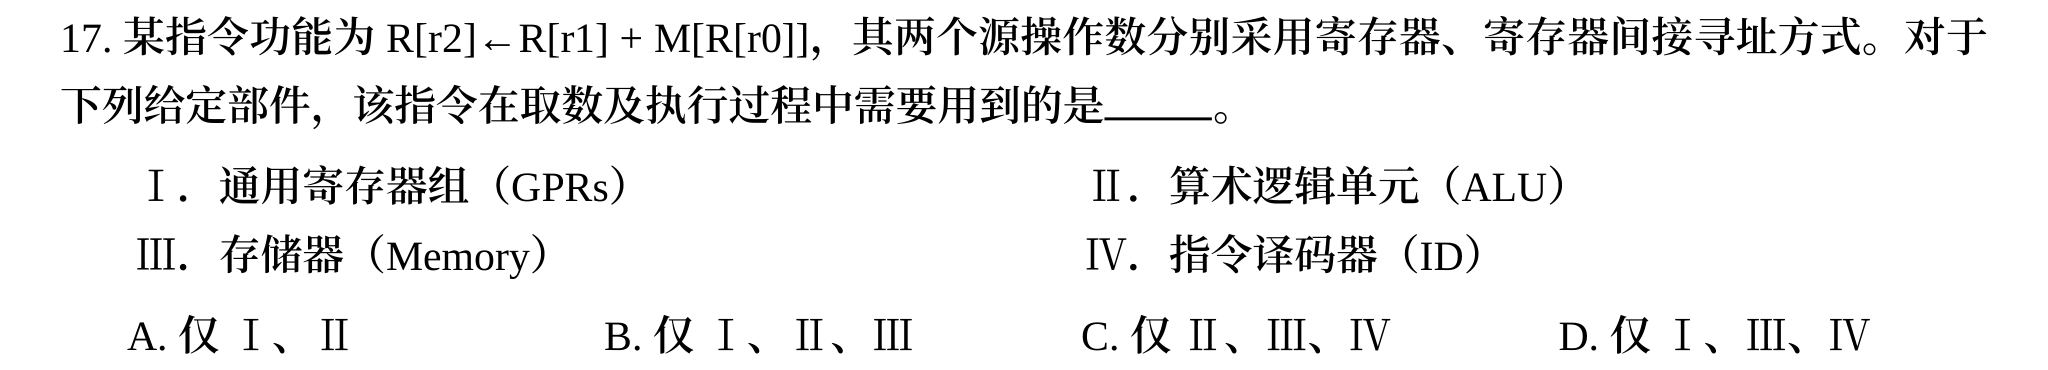 17. 某指令功能为 R[r2]←R[r1] + M[R[r0]]，其两个源操作数分别采用寄存器、寄存器间接寻址方式。对于
下列给定部件，该指令在取数及执行过程中需要用到的是_____。
Ⅰ．通用寄存器组（GPRs） Ⅱ．算术逻辑单元（ALU）
Ⅲ．存储器（Memory） Ⅳ．指令译码器（ID）
A. 仅 Ⅰ、Ⅱ B. 仅 Ⅰ、Ⅱ、Ⅲ C. 仅 Ⅱ、Ⅲ、Ⅳ D. 仅 Ⅰ、Ⅲ、Ⅳ